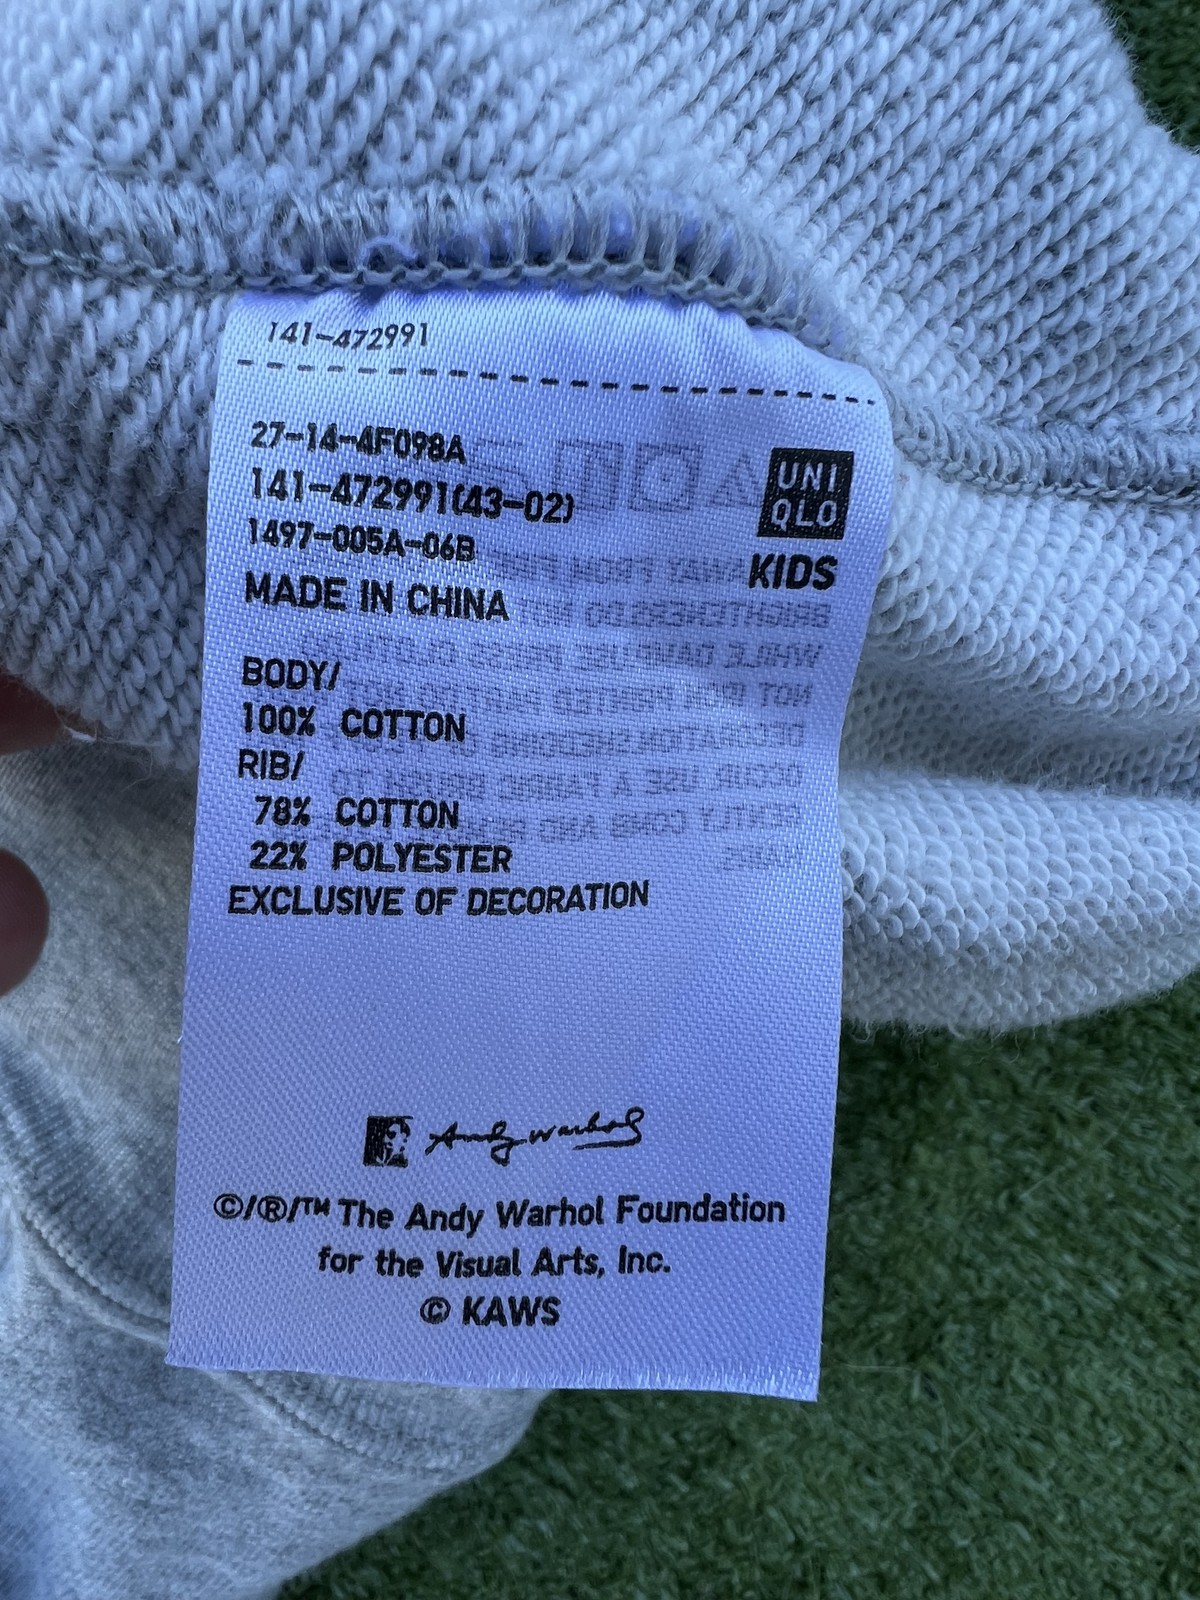 141-472991
27-14-4F098A
141-472991(43-02)
1497-005A-06B
MADE IN CHINA
UNI
QLO
KIDS
BODY/
100% COTTON
RIB/
78% COTTON
22% POLYESTER
EXCLUSIVE OF DECORATION
Andy Warhol
©/®/™ The Andy Warhol Foundation
for the Visual Arts, Inc.
© KAWS